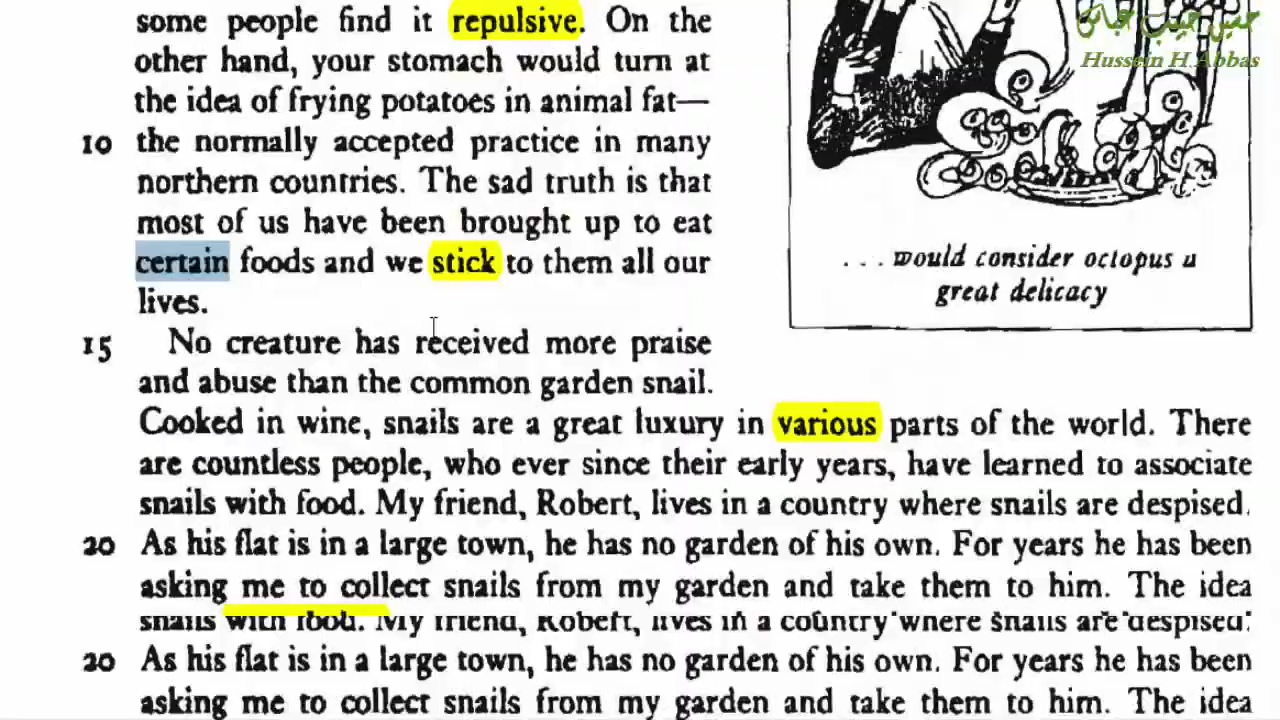 some people find it repulsive. On the
other hand, your stomach would turn at
the idea of frying potatoes in animal fat—
10 the normally accepted practice in many
northern countries. The sad truth is that
most of us have been brought up to eat
certain foods and we stick to them all our
lives.
15 No creature has received more praise
and abuse than the common garden snail.
Cooked in wine, snails are a great luxury in various parts of the world. There
are countless people, who ever since their early years, have learned to associate
snails with food. My friend, Robert, lives in a country where snails are despised.
20 As his flat is in a large town, he has no garden of his own. For years he has been
asking me to collect snails from my garden and take them to him. The idea
snails with food. My friend, Robert, lives in a country where snails are despised.
20 As his flat is in a large town, he has no garden of his own. For years he has been
asking me to collect snails from my garden and take them to him. The idea
Hussein H Abbas
. . . would consider octopus a
great delicacy